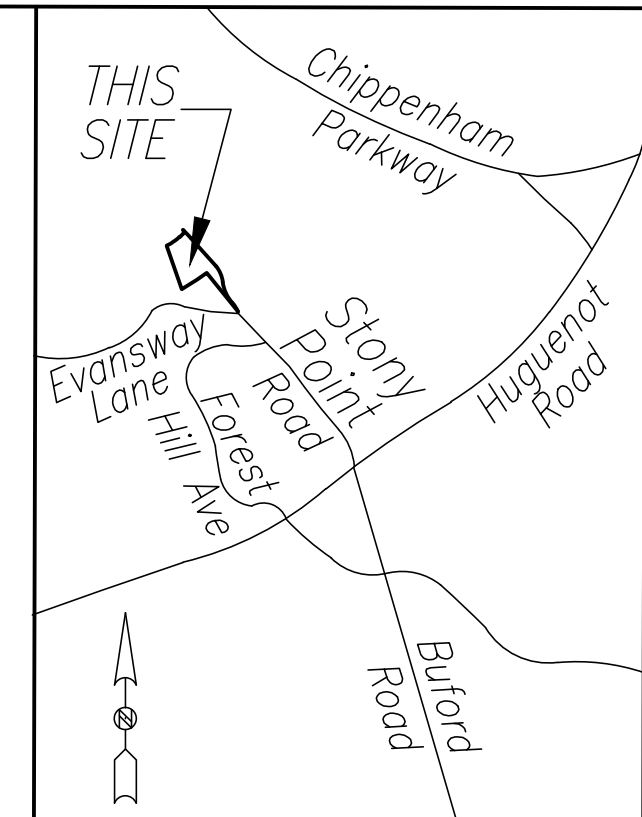 THIS
SITE
Chippenham
Parkway
Stony
Point
Road
Huguenot
Road
Evansway
Lane
Forest
Hill Ave
Buford
Road
N